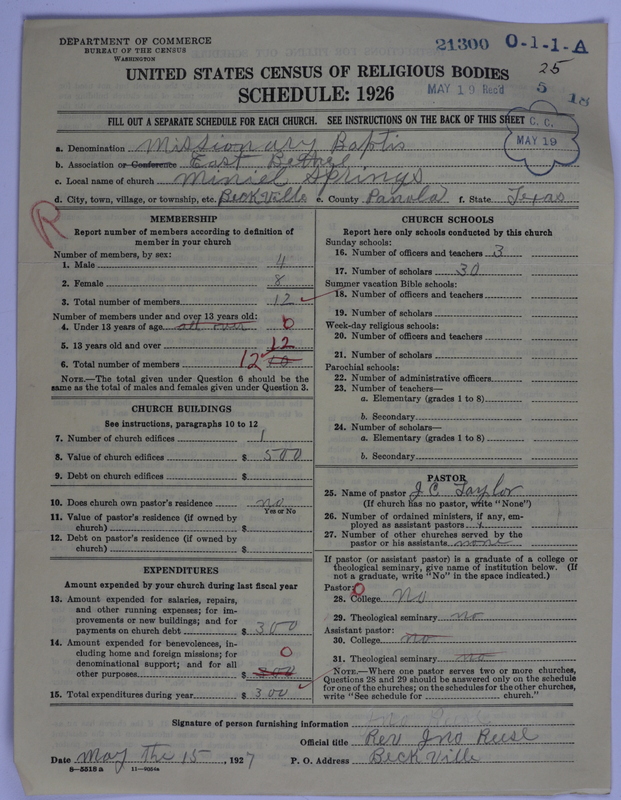 DEPARTMENT OF COMMERCE
BUREAU OF THE CENSUS
WASHINGTON
21300 O-1-1-A
25
UNITED STATES CENSUS OF RELIGIOUS BODIES
SCHEDULE: 1926
MAY 19 Rec'd
5 18
FILL OUT A SEPARATE SCHEDULE FOR EACH CHURCH. SEE INSTRUCTIONS ON THE BACK OF THIS SHEET
C. C.
MAY 19
a. Denomination Missionary Baptis
b. Association or Conference East Bethel
c. Local name of church Springs
d. City, town, village, or township, etc. Beckville e. County Panola f. State Texas
R
MEMBERSHIP
Report number of members according to definition of
member in your church
Number of members, by sex:
1. Male 4
2. Female 8
3. Total number of members 12
Number of members under and over 13 years old:
4. Under 13 years of age all over 0
5. 13 years old and over 12
6. Total number of members 12
NOTE.—The total given under Question 6 should be the
same as the total of males and females given under Question 3.
CHURCH BUILDINGS
See instructions, paragraphs 10 to 12
7. Number of church edifices 1
8. Value of church edifices $ 500
9. Debt on church edifices $
10. Does church own pastor's residence no
Yes or No
11. Value of pastor's residence (if owned by
church) $
12. Debt on pastor's residence (if owned by
church) $
EXPENDITURES
Amount expended by your church during last fiscal year
13. Amount expended for salaries, repairs,
and other running expenses; for im-
provements or new buildings; and for
payments on church debt $ 300
14. Amount expended for benevolences, in-
cluding home and foreign missions; for
denominational support; and for all
other purposes $ 0
15. Total expenditures during year $ 300
CHURCH SCHOOLS
Report here only schools conducted by this church
Sunday schools:
16. Number of officers and teachers 3
17. Number of scholars 30
Summer vacation Bible schools:
18. Number of officers and teachers
19. Number of scholars
Week-day religious schools:
20. Number of officers and teachers
21. Number of scholars
Parochial schools:
22. Number of administrative officers
23. Number of teachers—
a. Elementary (grades 1 to 8)
b. Secondary
24. Number of scholars—
a. Elementary (grades 1 to 8)
b. Secondary
PASTOR
25. Name of pastor J. C. Taylor
(If church has no pastor, write "None")
26. Number of ordained ministers, if any, em-
ployed as assistant pastors
27. Number of other churches served by the
pastor or his assistants none
If pastor (or assistant pastor) is a graduate of a college or
theological seminary, give name of institution below. (If
not a graduate, write "No" in the space indicated.)
Pastor: 0
28. College No
29. Theological seminary no
Assistant pastor:
30. College no
31. Theological seminary no
NOTE.—Where one pastor serves two or more churches,
Questions 28 and 29 should be answered only on the schedule
for one of the churches; on the schedules for the other churches,
write "See schedule for church."
Signature of person furnishing information
Official title Rev Jno
Date May the 15, 1927 P. O. Address Beckville
8—5518 a 11—9054a